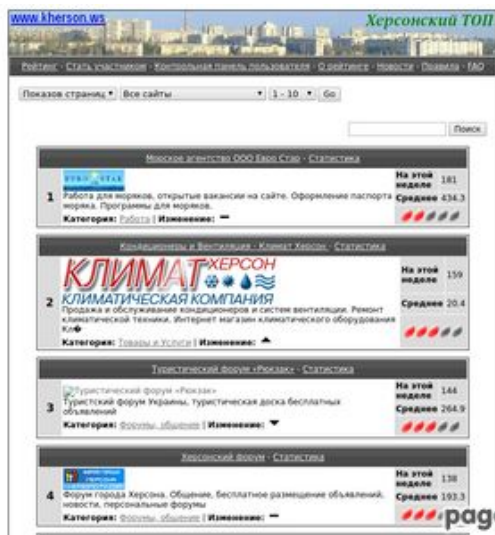 www.kherson.ws
Херсонский ТОП
Рейтинг - Стать участником - Контрольная панель пользователя - О рейтинге - Новости - Правила - FAQ
Показов страниц Все сайты 1 - 10 Go
Поиск
Морское агентство ООО Евро Стар - Статистика
1
Работа для моряков, открытые вакансии на сайте. Оформление паспорта
моряка. Программы для моряков.
Категория: Работа | Изменение:
На этой неделе 181
Среднее 434.3
Кондиционеры и Вентиляция - Климат Херсон - Статистика
2
КЛИМАТ ХЕРСОН
КЛИМАТИЧЕСКАЯ КОМПАНИЯ
Продажа и обслуживание кондиционеров и систем вентиляции. Ремонт
климатической техники. Интернет магазин климатического оборудования
Кл�
Категория: Товары и Услуги | Изменение:
На этой неделе 159
Среднее 20.4
Туристический форум «Рюкзак» - Статистика
3
Туристический форум «Рюкзак»
Туристский форум Украины, туристическая доска бесплатных
объявлений
Категория: Форумы, общение | Изменение:
На этой неделе 144
Среднее 264.9
Херсонский форум - Статистика
4
Форум города Херсона. Общение, бесплатное размещение объявлений,
новости, персональные форумы
Категория: Форумы, общение | Изменение:
На этой неделе 138
Среднее 193.3